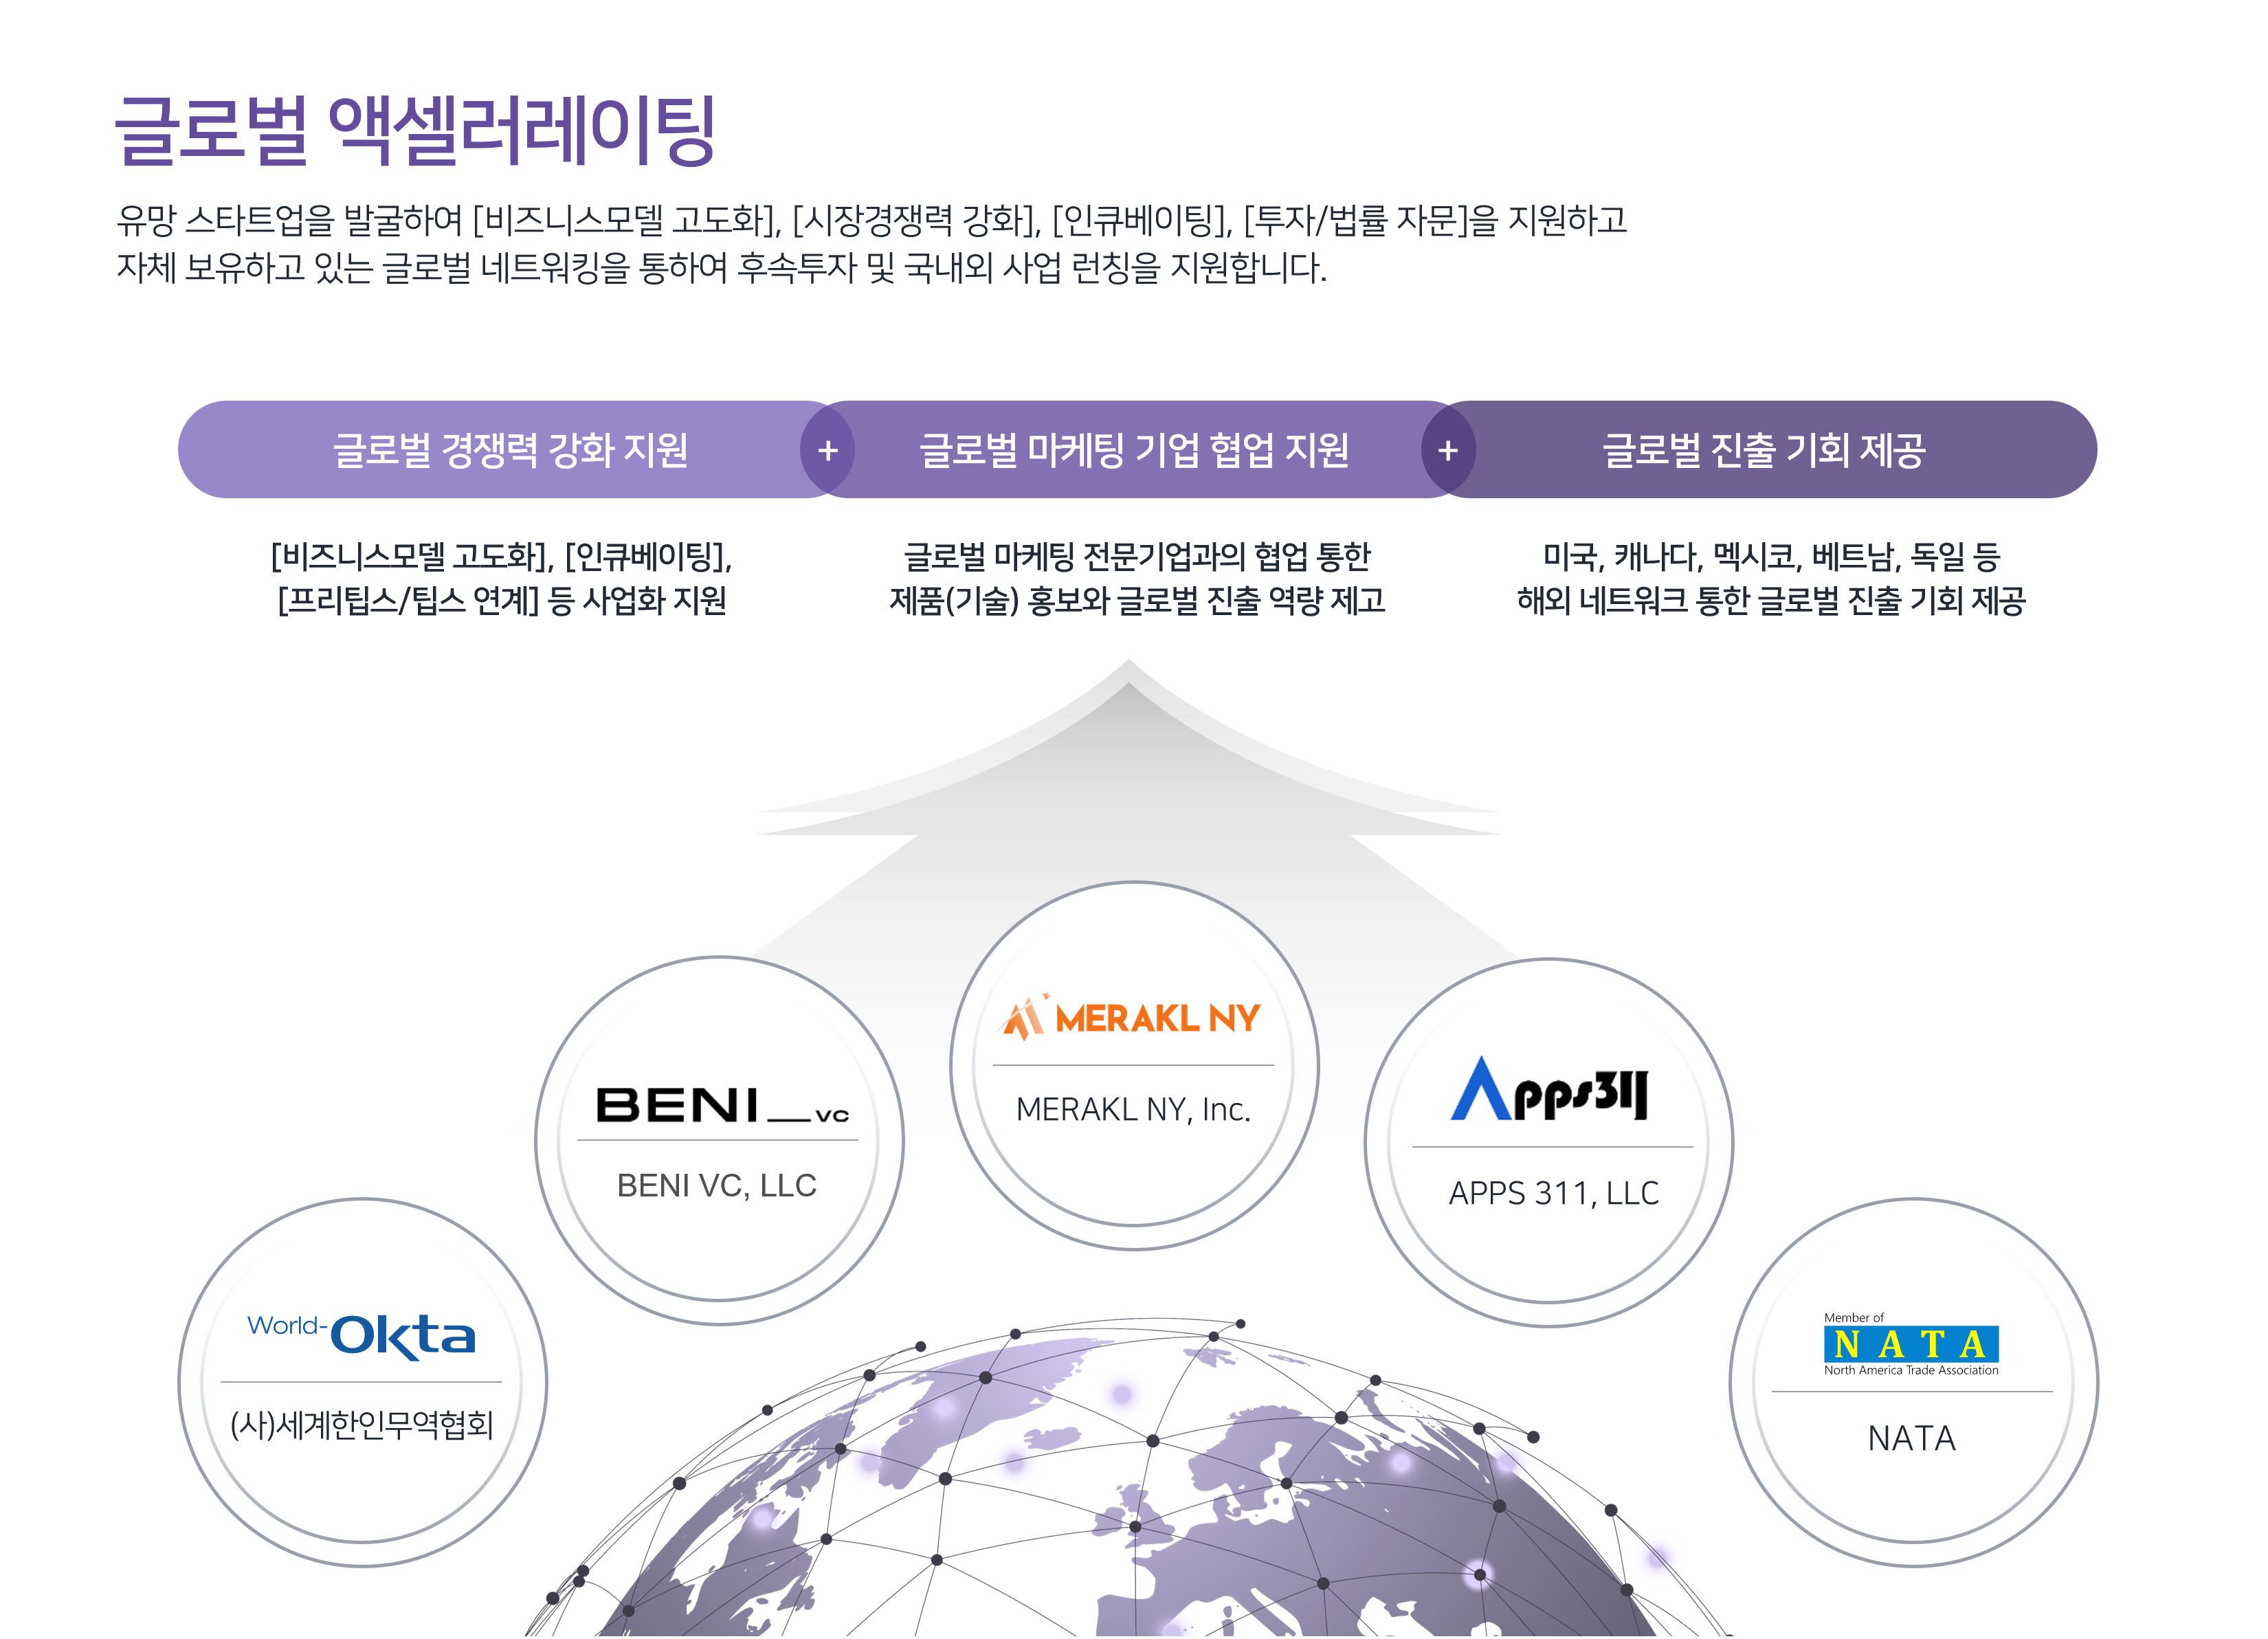 글로벌 액셀러레이팅
유망 스타트업을 발굴하여 [비즈니스모델 고도화], [시장경쟁력 강화], [인큐베이팅], [투자/법률 자문]을 지원하고
자체 보유하고 있는 글로벌 네트워킹을 통하여 후속투자 및 국내외 사업 런칭을 지원합니다.
글로벌 경쟁력 강화 지원
+
글로벌 마케팅 기업 협업 지원
+
글로벌 진출 기회 제공
[비즈니스모델 고도화], [인큐베이팅],
[프리팁스/팁스 연계] 등 사업화 지원
글로벌 마케팅 전문기업과의 협업 통한
제품(기술) 홍보와 글로벌 진출 역량 제고
미국, 캐나다, 멕시코, 베트남, 독일 등
해외 네트워크 통한 글로벌 진출 기회 제공
World-Okta
(사)세계한인무역협회
BENI__VC
BENI VC, LLC
MERAKL NY
MERAKL NY, Inc.
Apps311
APPS 311, LLC
Member of
NATA
North America Trade Association
NATA